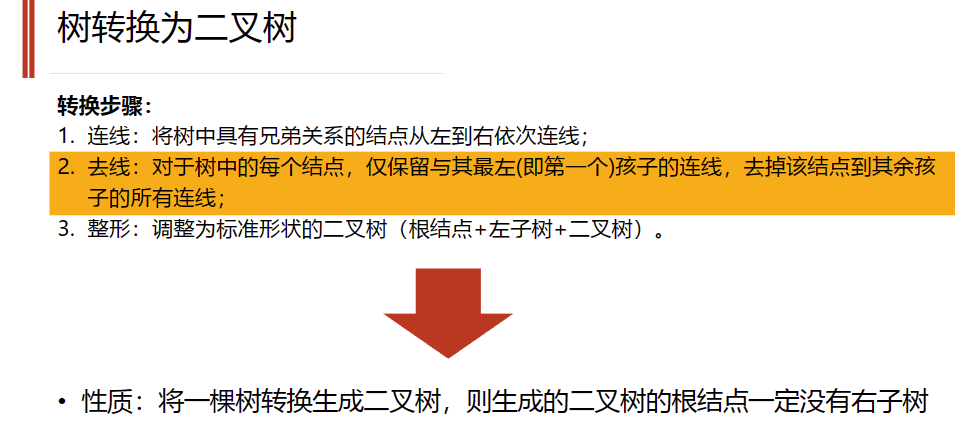 树转换为二叉树
转换步骤：
1. 连线：将树中具有兄弟关系的结点从左到右依次连线；
2. 去线：对于树中的每个结点，仅保留与其最左(即第一个)孩子的连线，去掉该结点到其余孩
子的所有连线；
3. 整形：调整为标准形状的二叉树（根结点+左子树+二叉树）。
• 性质：将一棵树转换生成二叉树，则生成的二叉树的根结点一定没有右子树